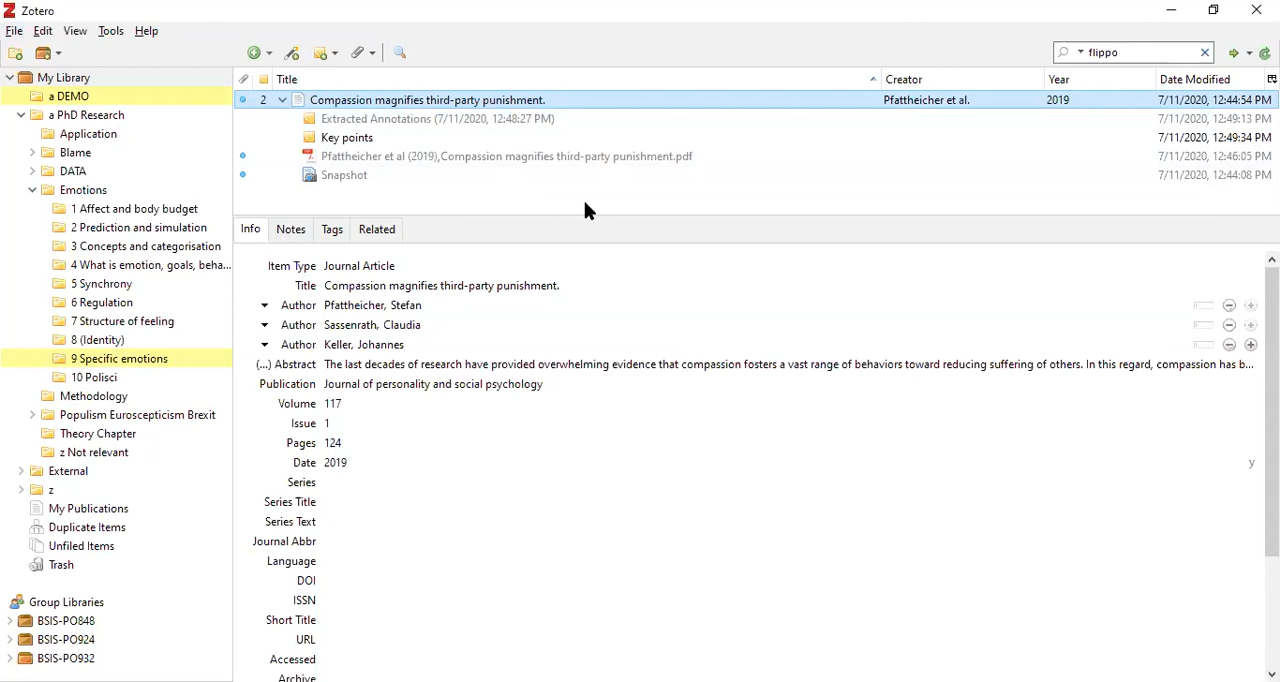 Zotero
File Edit View Tools Help
flippo
My Library
a DEMO
a PhD Research
Application
Blame
DATA
Emotions
1 Affect and body budget
2 Prediction and simulation
3 Concepts and categorisation
4 What is emotion, goals, beha...
5 Synchrony
6 Regulation
7 Structure of feeling
8 (Identity)
9 Specific emotions
10 Polisci
Methodology
Populism Euroscepticism Brexit
Theory Chapter
z Not relevant
External
z
My Publications
Duplicate Items
Unfiled Items
Trash
Group Libraries
BSIS-PO848
BSIS-PO924
BSIS-PO932
Title Creator Year Date Modified
2 Compassion magnifies third-party punishment. Pfattheicher et al. 2019 7/11/2020, 12:44:54 PM
Extracted Annotations (7/11/2020, 12:48:27 PM) 7/11/2020, 12:49:13 PM
Key points 7/11/2020, 12:49:34 PM
Pfattheicher et al (2019),Compassion magnifies third-party punishment.pdf 7/11/2020, 12:46:05 PM
Snapshot 7/11/2020, 12:44:08 PM
Info Notes Tags Related
Item Type Journal Article
Title Compassion magnifies third-party punishment.
Author Pfattheicher, Stefan
Author Sassenrath, Claudia
Author Keller, Johannes
(...) Abstract The last decades of research have provided overwhelming evidence that compassion fosters a vast range of behaviors toward reducing suffering of others. In this regard, compassion has b...
Publication Journal of personality and social psychology
Volume 117
Issue 1
Pages 124
Date 2019 y
Series
Series Title
Series Text
Journal Abbr
Language
DOI
ISSN
Short Title
URL
Accessed
Archive